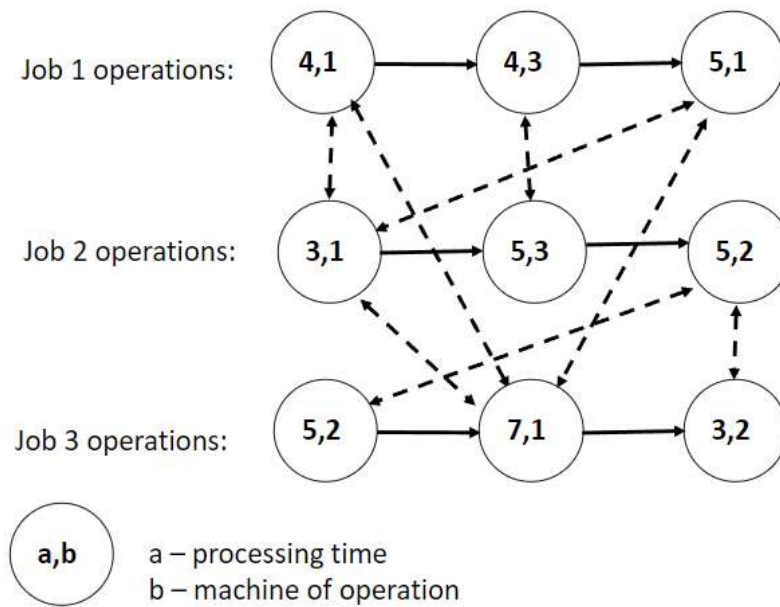 Job 1 operations: 4,1 4,3 5,1
Job 2 operations: 3,1 5,3 5,2
Job 3 operations: 5,2 7,1 3,2
a,b a – processing time
b – machine of operation